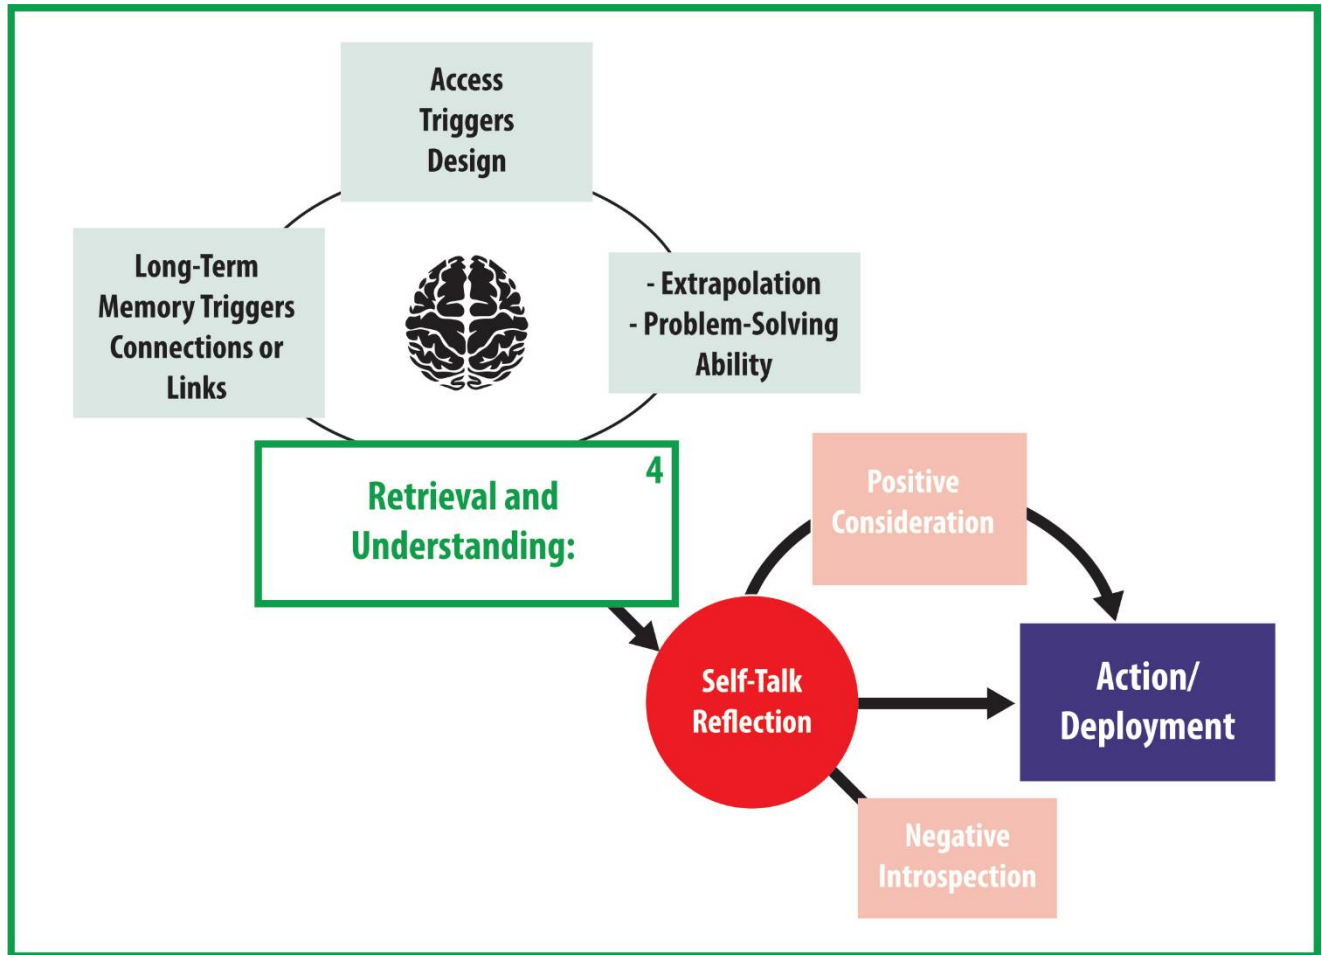 Access
Triggers
Design
Long-Term
Memory Triggers
Connections or
Links
- Extrapolation
- Problem-Solving
Ability
4
Retrieval and
Understanding:
Positive
Consideration
Self-Talk
Reflection
Action/
Deployment
Negative
Introspection